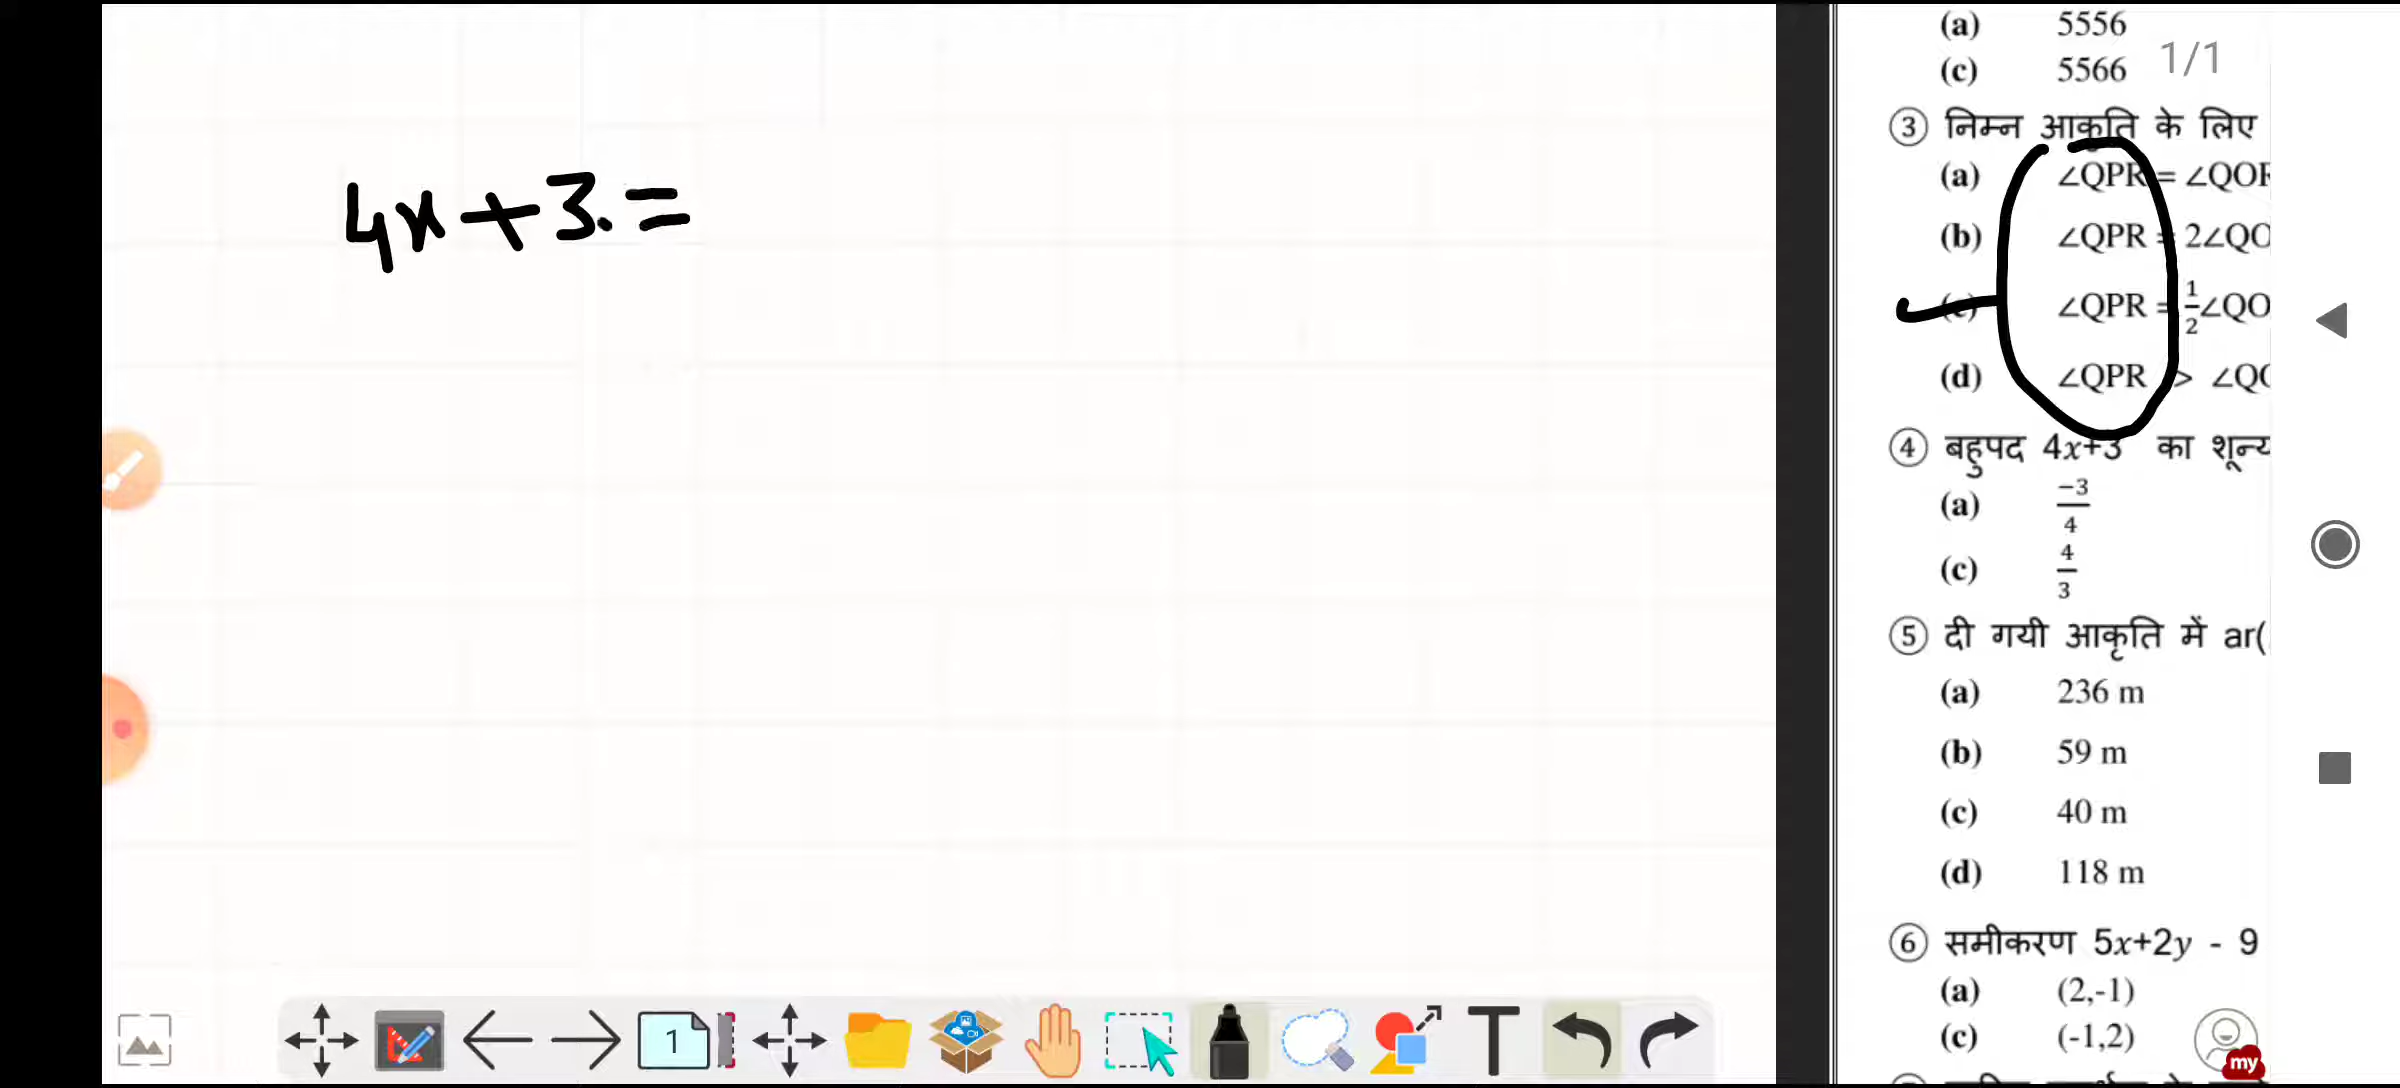 4x+3.=
(a) 5556
1/1
(c) 5566
③ निम्न आकृति के लिए
(a) ∠QPR = ∠QOR
(b) ∠QPR = 2∠QO
(c) ∠QPR = 1/2∠QO
(d) ∠QPR > ∠QO
④ बहुपद 4x+3 का शून्य
(a) -3/4
(c) 4/3
⑤ दी गयी आकृति में ar(
(a) 236 m
(b) 59 m
(c) 40 m
(d) 118 m
⑥ समीकरण 5x+2y - 9
(a) (2,-1)
(c) (-1,2)
1
T
my